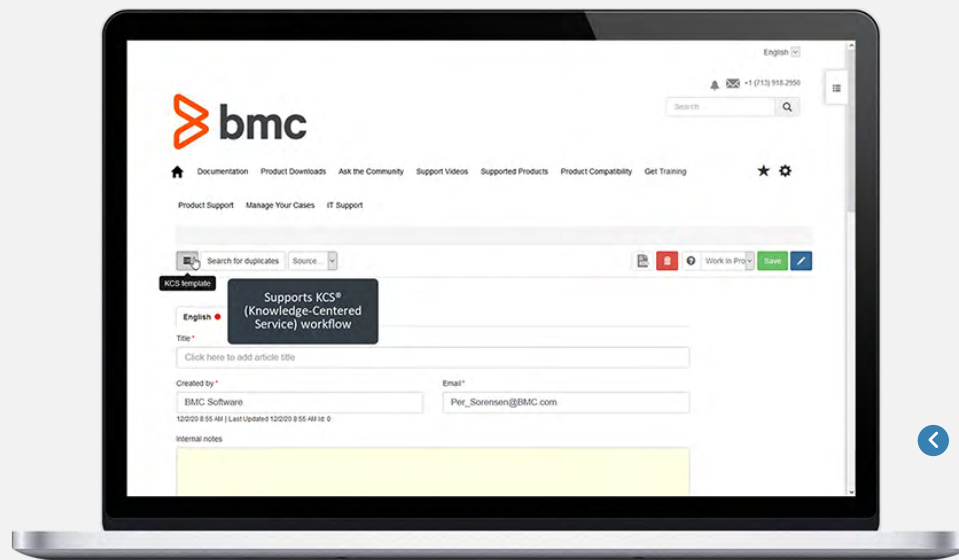 English
+1 (713) 918-2950
Search
bmc
Documentation Product Downloads Ask the Community Support Videos Supported Products Product Compatibility Get Training
Product Support Manage Your Cases IT Support
Search for duplicates Source... Work in Pro Save
KCS template
Supports KCS®
(Knowledge-Centered
Service) workflow
English
Title *
Click here to add article title
Created by * Email *
BMC Software Per_Sorensen@BMC.com
12/2/20 8:55 AM | Last Updated 12/2/20 8:55 AM Id: 0
Internal notes